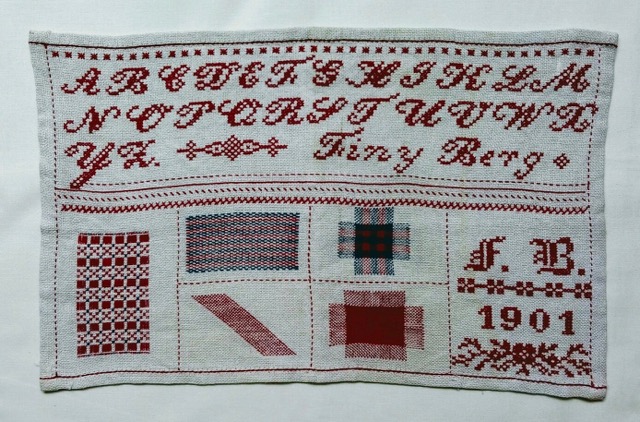 A B C D E F G H I K L M
N O P Q R S T U V W X
Y Z. Tiny Berg
F. B.
1901